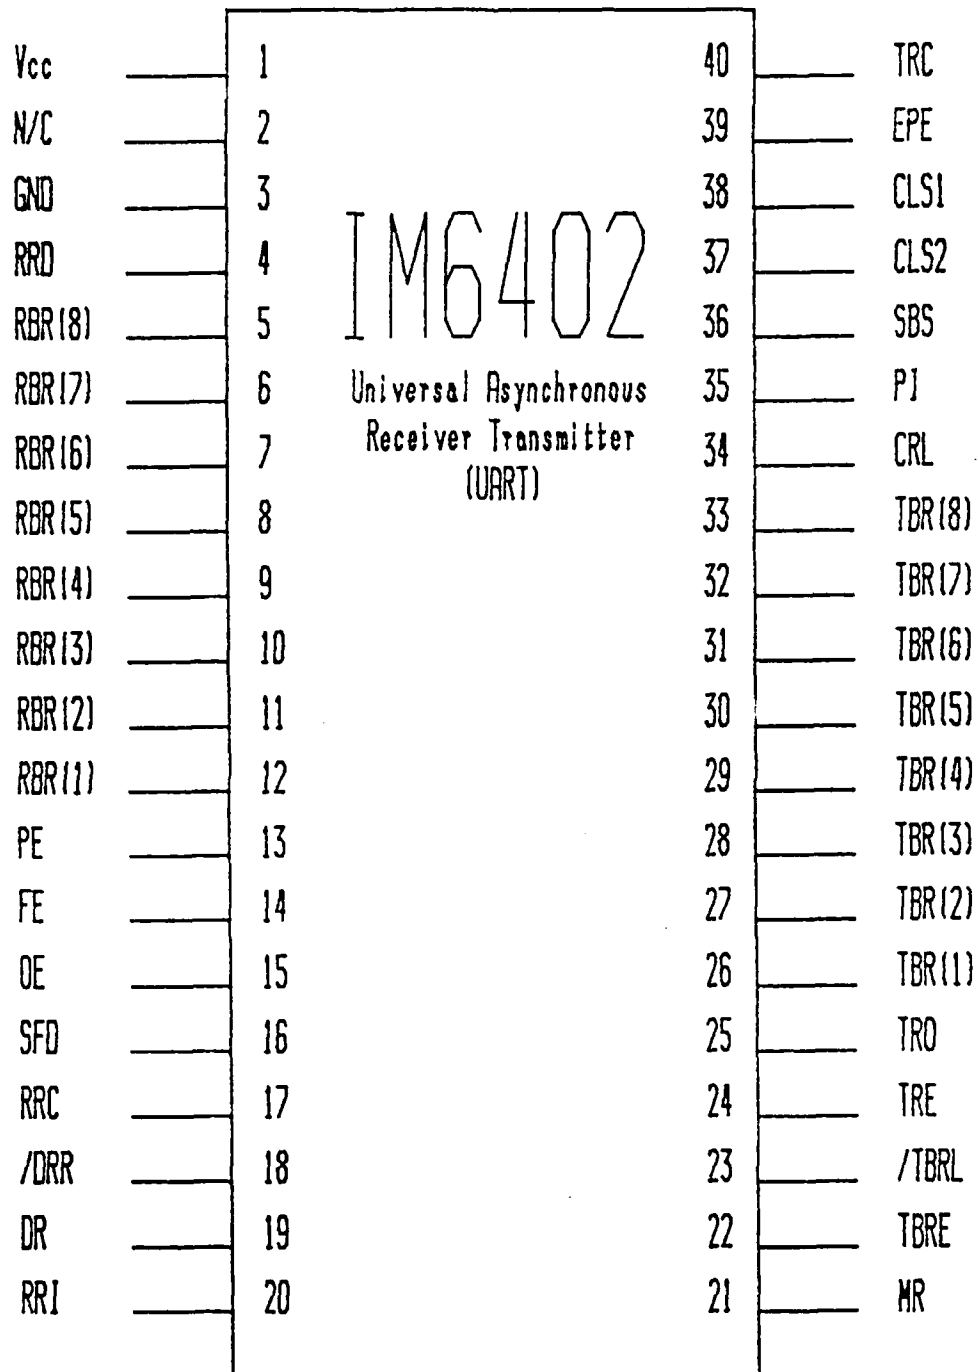 Vcc 1 40 TRC
N/C 2 39 EPE
GND 3 38 CLS1
RRD 4 37 CLS2
RBR(8) 5 36 SBS
RBR(7) 6 35 PI
RBR(6) 7 34 CRL
RBR(5) 8 33 TBR(8)
RBR(4) 9 32 TBR(7)
RBR(3) 10 31 TBR(6)
RBR(2) 11 30 TBR(5)
RBR(1) 12 29 TBR(4)
PE 13 28 TBR(3)
FE 14 27 TBR(2)
OE 15 26 TBR(1)
SFD 16 25 TRO
RRC 17 24 TRE
/DRR 18 23 /TBRL
DR 19 22 TBRE
RRI 20 21 MR
IM6402
Universal Asynchronous
Receiver Transmitter
(UART)